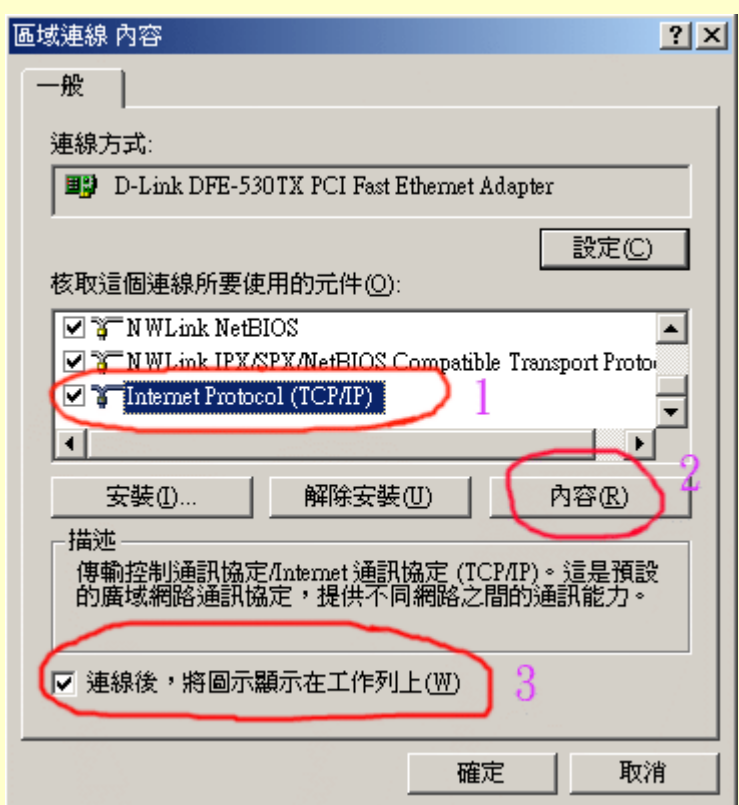 區域連線 內容
一般
連線方式:
D-Link DFE-530TX PCI Fast Ethernet Adapter
設定(C)
核取這個連線所要使用的元件(O):
NWLink NetBIOS
NWLink IPX/SPX/NetBIOS Compatible Transport Proto
Internet Protocol (TCP/IP)
1
2
安裝(I)... 解除安裝(U) 內容(R)
描述
傳輸控制通訊協定/Internet 通訊協定 (TCP/IP)。這是預設
的廣域網路通訊協定，提供不同網路之間的通訊能力。
連線後，將圖示顯示在工作列上(W)
3
確定 取消